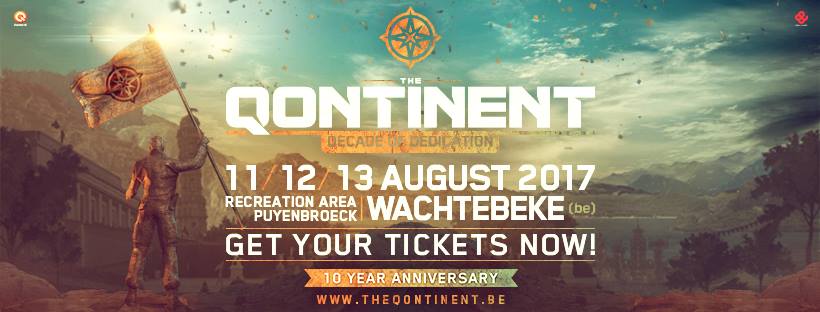 THE
QONTINENT
DECADE OF DEDICATION
11 / 12 / 13 AUGUST 2017
RECREATION AREA
PUYENBROECK
WACHTEBEKE (be)
GET YOUR TICKETS NOW!
10 YEAR ANNIVERSARY
WWW.THEQONTINENT.BE